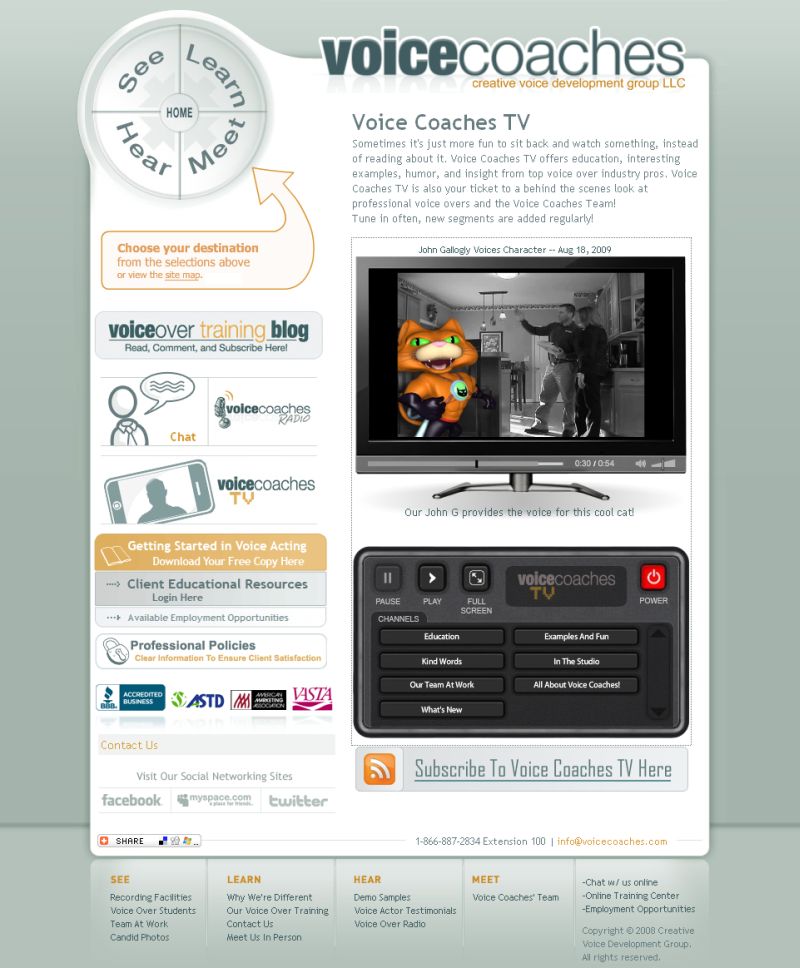 See
Learn
HOME
Hear
Meet
voicecoaches
creative voice development group LLC
Choose your destination
from the selections above
or view the site map.
voiceover training blog
Read, Comment, and Subscribe Here!
Chat
voicecoaches
RADIO
voicecoaches
TV
Getting Started in Voice Acting
Download Your Free Copy Here
Client Educational Resources
Login Here
Available Employment Opportunities
Professional Policies
Clear Information To Ensure Client Satisfaction
BBB.
ACCREDITED
BUSINESS
ASTD
AMERICAN
MARKETING
ASSOCIATION
VASTA
Contact Us
Visit Our Social Networking Sites
facebook
myspace.com
a place for friends.
twitter
SHARE
Voice Coaches TV
Sometimes it's just more fun to sit back and watch something, instead
of reading about it. Voice Coaches TV offers education, interesting
examples, humor, and insight from top voice over industry pros. Voice
Coaches TV is also your ticket to a behind the scenes look at
professional voice overs and the Voice Coaches Team!
Tune in often, new segments are added regularly!
John Gallogly Voices Character -- Aug 18, 2009
0:30 / 0:54
Our John G provides the voice for this cool cat!
PAUSE
PLAY
FULL
SCREEN
voicecoaches
TV
POWER
CHANNELS
Education
Examples And Fun
Kind Words
In The Studio
Our Team At Work
All About Voice Coaches!
What's New
Subscribe To Voice Coaches TV Here
1-866-887-2834 Extension 100 | info@voicecoaches.com
SEE
Recording Facilities
Voice Over Students
Team At Work
Candid Photos
LEARN
Why We're Different
Our Voice Over Training
Contact Us
Meet Us In Person
HEAR
Demo Samples
Voice Actor Testimonials
Voice Over Radio
MEET
Voice Coaches' Team
-Chat w/ us online
-Online Training Center
-Employment Opportunities
Copyright © 2008 Creative
Voice Development Group.
All rights reserved.